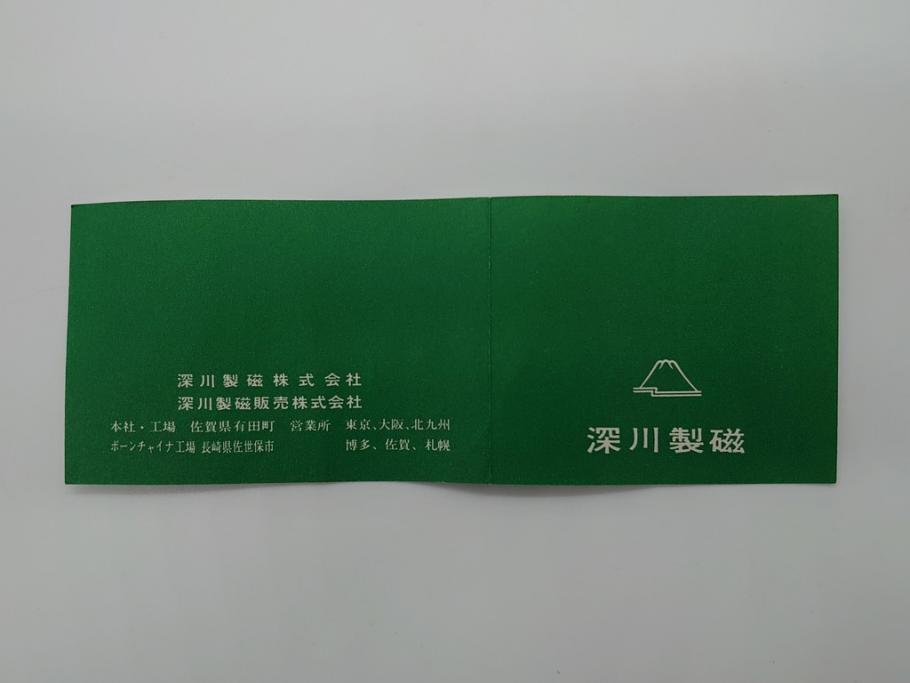 深川製磁株式会社
深川製磁販売株式会社
本社・工場 佐賀県有田町 営業所 東京、大阪、北九州
ボーンチャイナ工場 長崎県佐世保市 博多、佐賀、札幌
深川製磁